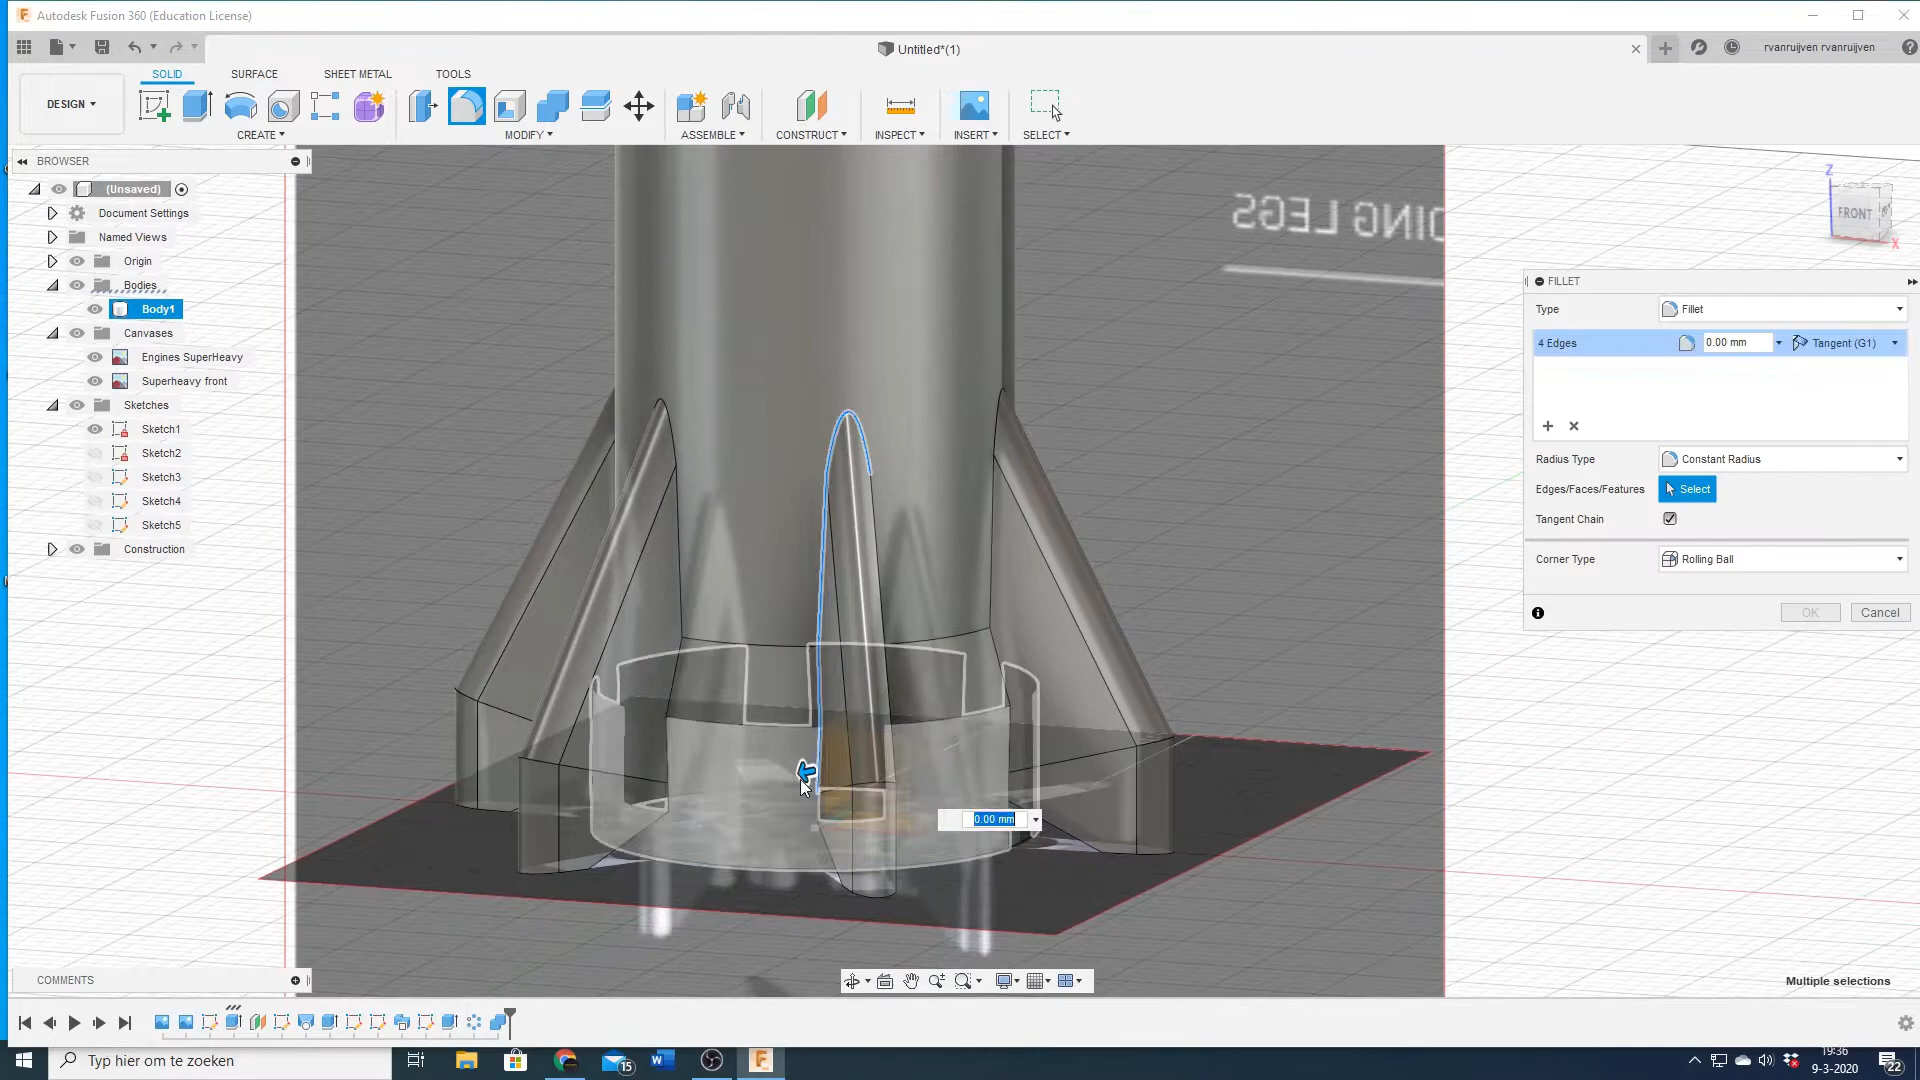 Autodesk Fusion 360 (Education License)
Untitled*(1)
rvanruijven rvanruijven
SOLID
SURFACE
SHEET METAL
TOOLS
DESIGN
CREATE
MODIFY
ASSEMBLE
CONSTRUCT
INSPECT
INSERT
SELECT
BROWSER
(Unsaved)
Document Settings
Named Views
Origin
Bodies
Body1
Canvases
Engines SuperHeavy
Superheavy front
Sketches
Sketch1
Sketch2
Sketch3
Sketch4
Sketch5
Construction
DING LEGS
Z
FRONT
X
FILLET
Type
Fillet
4 Edges
0.00 mm
Tangent (G1)
Radius Type
Constant Radius
Edges/Faces/Features
Select
Tangent Chain
Corner Type
Rolling Ball
OK
Cancel
0.00 mm
COMMENTS
Multiple selections
Typ hier om te zoeken
15
19:36
9-3-2020
22